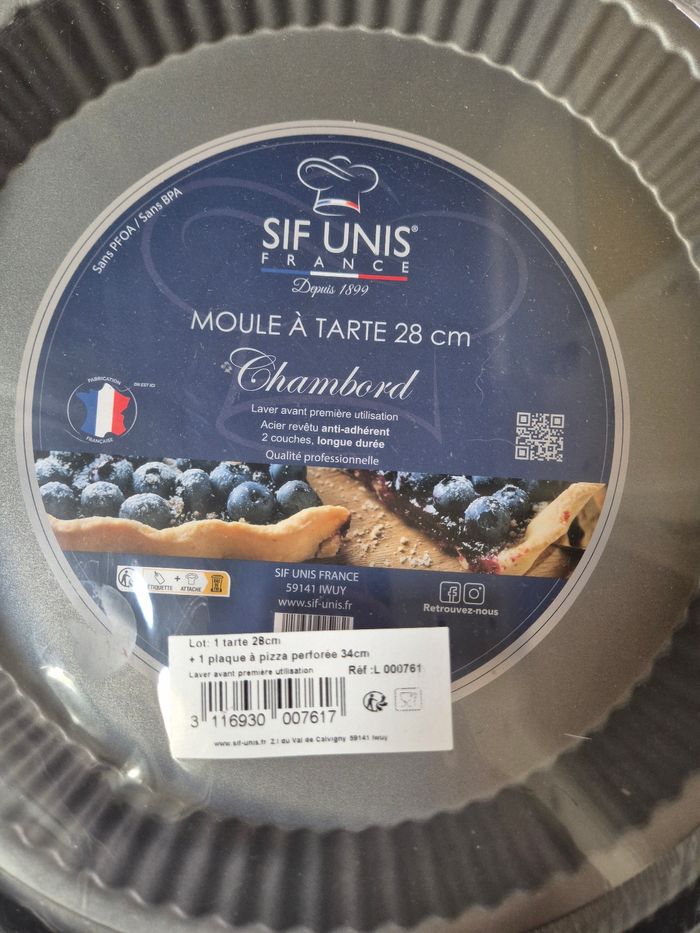 Sans PFOA / Sans BPA
SIF UNIS®
FRANCE
Depuis 1899
MOULE À TARTE 28 cm
Chambord
Laver avant première utilisation
Acier revêtu anti-adhérent
2 couches, longue durée
Qualité professionnelle
FABRICATION
FRANÇAISE
ÉTIQUETTE + ATTACHE
SIF UNIS FRANCE
59141 IWUY
www.sif-unis.fr
Retrouvez-nous
Lot: 1 tarte 28cm
+ 1 plaque à pizza perforée 34cm
Laver avant première utilisation
Réf :L 000761
3 116930 007617
www.sif-unis.fr Z.I du Val de Calvigny 59141 Iwuy